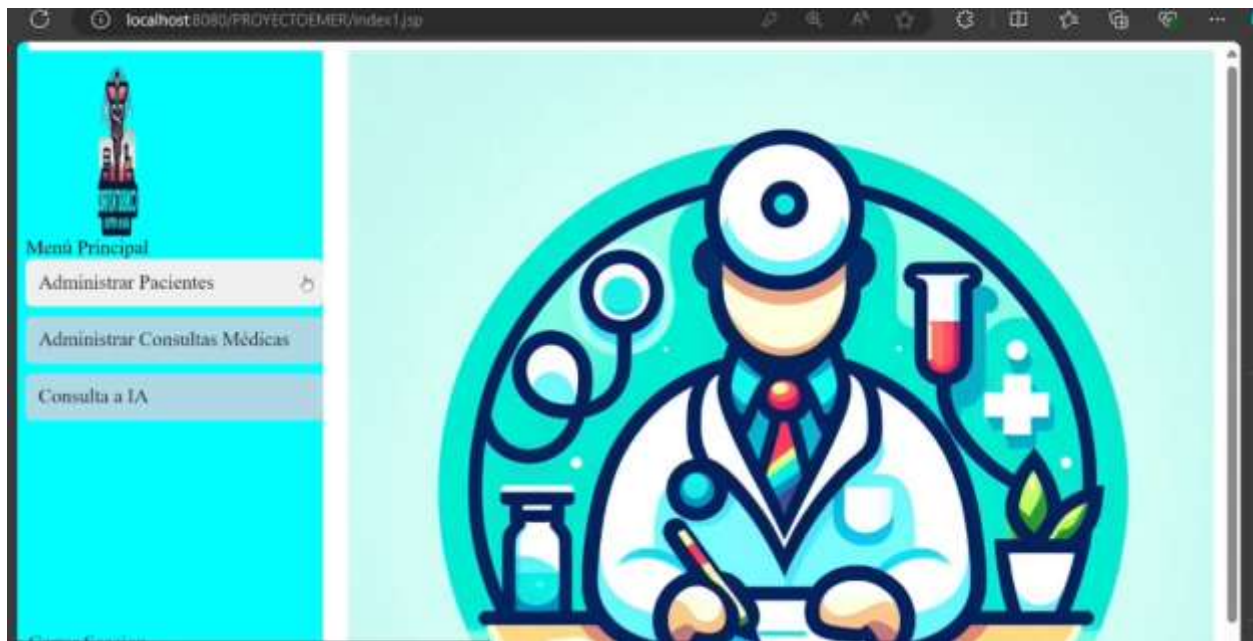 localhost:8080/PROYECTOEMER/index1.jsp
Menú Principal
Administrar Pacientes
Administrar Consultas Médicas
Consulta a IA